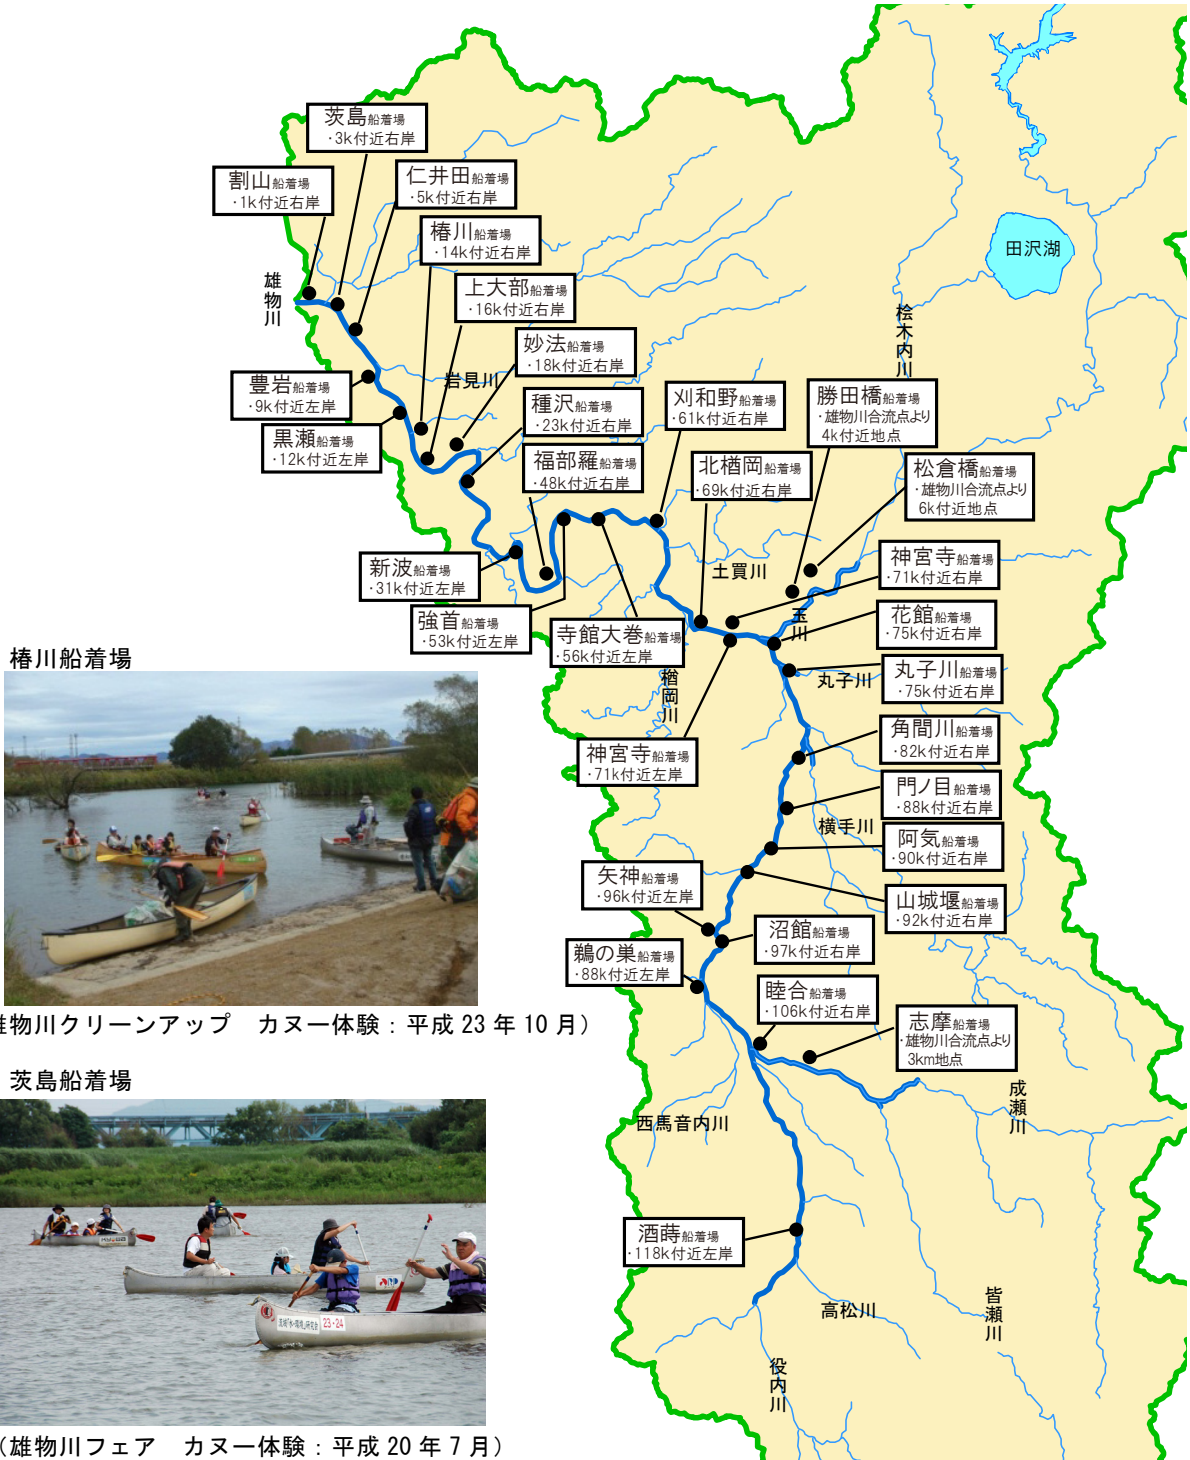 茨島船着場
・3k付近右岸
割山船着場
・1k付近右岸
仁井田船着場
・5k付近右岸
椿川船着場
・14k付近右岸
上大部船着場
・16k付近右岸
妙法船着場
・18k付近右岸
雄物川
岩見川
田沢湖
桧木内川
豊岩船着場
・9k付近左岸
黒瀬船着場
・12k付近左岸
種沢船着場
・23k付近右岸
福部羅船着場
・48k付近右岸
刈和野船着場
・61k付近右岸
北楢岡船着場
・69k付近右岸
勝田橋船着場
・雄物川合流点より
4k付近地点
松倉橋船着場
・雄物川合流点より
6k付近地点
新波船着場
・31k付近左岸
強首船着場
・53k付近左岸
寺館大巻船着場
・56k付近左岸
土買川
玉川
神宮寺船着場
・71k付近右岸
花館船着場
・75k付近右岸
丸子川
丸子川船着場
・75k付近右岸
楢岡川
神宮寺船着場
・71k付近左岸
角間川船着場
・82k付近右岸
門ノ目船着場
・88k付近右岸
横手川
阿気船着場
・90k付近右岸
山城堰船着場
・92k付近右岸
矢神船着場
・96k付近左岸
沼館船着場
・97k付近右岸
鵜の巣船着場
・88k付近左岸
睦合船着場
・106k付近右岸
志摩船着場
・雄物川合流点より
3km地点
成瀬川
西馬音内川
酒蒔船着場
・118k付近左岸
高松川
皆瀬川
役内川
椿川船着場
雄物川クリーンアップ　カヌー体験：平成 23 年 10 月）
茨島船着場
23・24
（雄物川フェア　カヌー体験：平成 20 年 7 月）